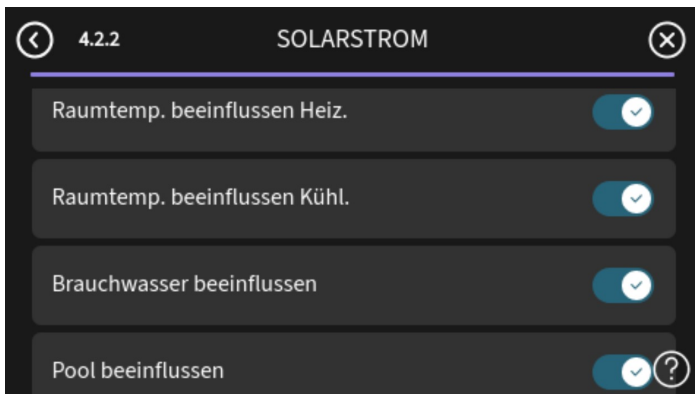 4.2.2 SOLARSTROM
Raumtemp. beeinflussen Heiz.
Raumtemp. beeinflussen Kühl.
Brauchwasser beeinflussen
Pool beeinflussen
?